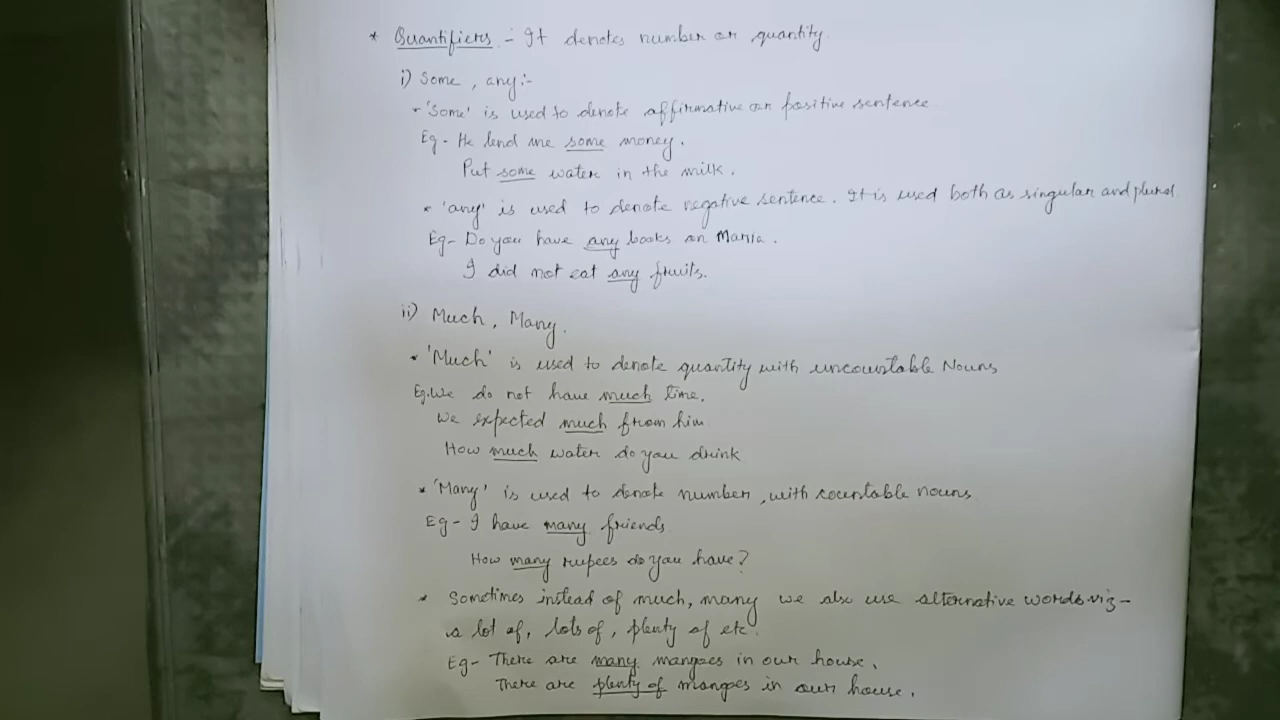 * Quantifiers - It denotes number or quantity.
i) Some, any:-
- 'Some' is used to denote affirmative or positive sentence
Eg- He lend me some money.
Put some water in the milk.
* 'any' is used to denote negative sentence. It is used both as singular and plural
Eg- Do you have any books on Maria.
I did not eat any fruits.
ii) Much, Many.
* 'Much' is used to denote quantity with uncountable Nouns
Eg. We do not have much time.
We expected much from him
How much water do you drink
* 'Many' is used to denote number, with countable nouns
Eg- I have many friends
How many rupees do you have?
* Sometimes instead of much, many we also use alternative words viz-
a lot of, lots of, plenty of etc.
Eg- There are many mangoes in our house.
There are plenty of mangoes in our house.